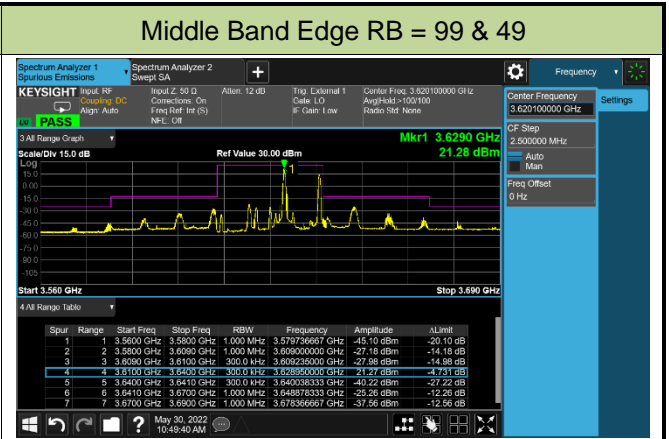 Middle Band Edge RB = 99 & 49
Spectrum Analyzer 1
Spurious Emissions
Spectrum Analyzer 2
Swept SA
+
Frequency
KEYSIGHT
Input: RF
Coupling: DC
Align: Auto
Input Z: 50 Ω
Corrections: On
Freq Ref: Int (S)
NFE: Off
Atten: 12 dB
Trig: External 1
Gate: LO
IF Gain: Low
Center Freq: 3.620100000 GHz
Avg|Hold:>100/100
Radio Std: None
PASS
Center Frequency
3.620100000 GHz
Settings
CF Step
2.500000 MHz
Auto
Man
Freq Offset
0 Hz
3 All Range Graph
Mkr1 3.6290 GHz
21.28 dBm
Scale/Div 15.0 dB
Ref Value 30.00 dBm
Log
1
15.0
0.00
-15.0
-30.0
-45.0
-60.0
-75.0
-90.0
-105
Start 3.560 GHz
Stop 3.690 GHz
4 All Range Table
Spur Range Start Freq Stop Freq RBW Frequency Amplitude ΔLimit
1 1 3.5600 GHz 3.5800 GHz 1.000 MHz 3.579736667 GHz -45.10 dBm -20.10 dB
2 2 3.5800 GHz 3.6090 GHz 1.000 MHz 3.609000000 GHz -27.18 dBm -14.18 dB
3 3 3.6090 GHz 3.6100 GHz 300.0 kHz 3.609235000 GHz -27.98 dBm -14.98 dB
4 4 3.6100 GHz 3.6400 GHz 300.0 kHz 3.628950000 GHz 21.27 dBm -4.731 dB
5 5 3.6400 GHz 3.6410 GHz 300.0 kHz 3.640038333 GHz -40.22 dBm -27.22 dB
6 6 3.6410 GHz 3.6700 GHz 1.000 MHz 3.648878333 GHz -25.26 dBm -12.26 dB
7 7 3.6700 GHz 3.6900 GHz 1.000 MHz 3.678366667 GHz -37.56 dBm -12.56 dB
?
May 30, 2022
10:49:40 AM